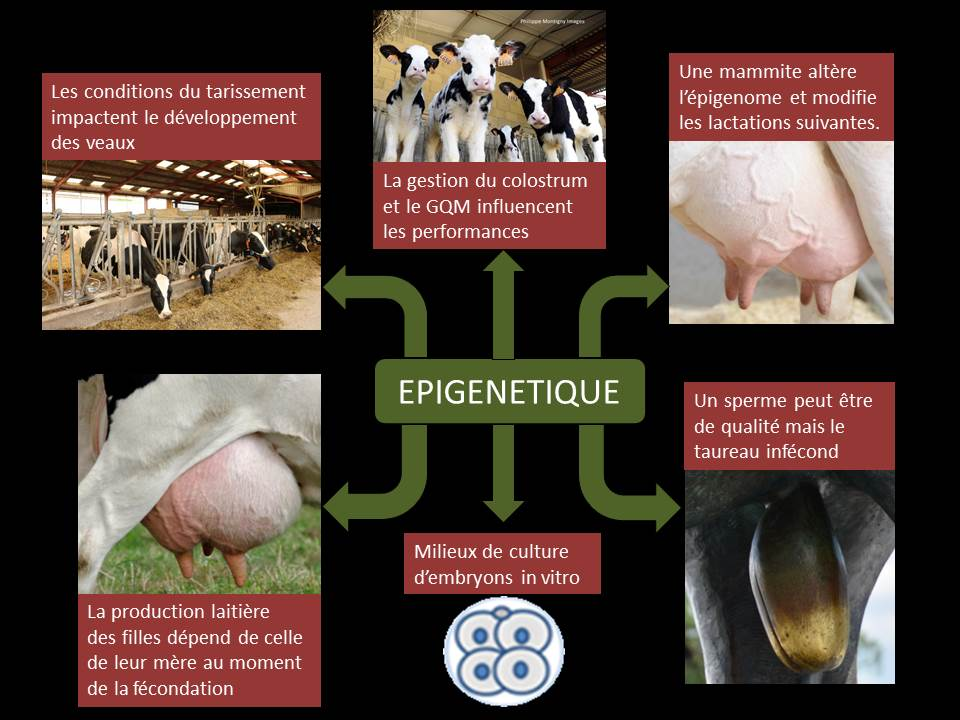 Philippe Montigny Images
Les conditions du tarissement
impactent le développement
des veaux
La gestion du colostrum
et le GQM influencent
les performances
Une mammite altère
l'épigenome et modifie
les lactations suivantes.
EPIGENETIQUE
La production laitière
des filles dépend de celle
de leur mère au moment
de la fécondation
Milieux de culture
d'embryons in vitro
Un sperme peut être
de qualité mais le
taureau infécond